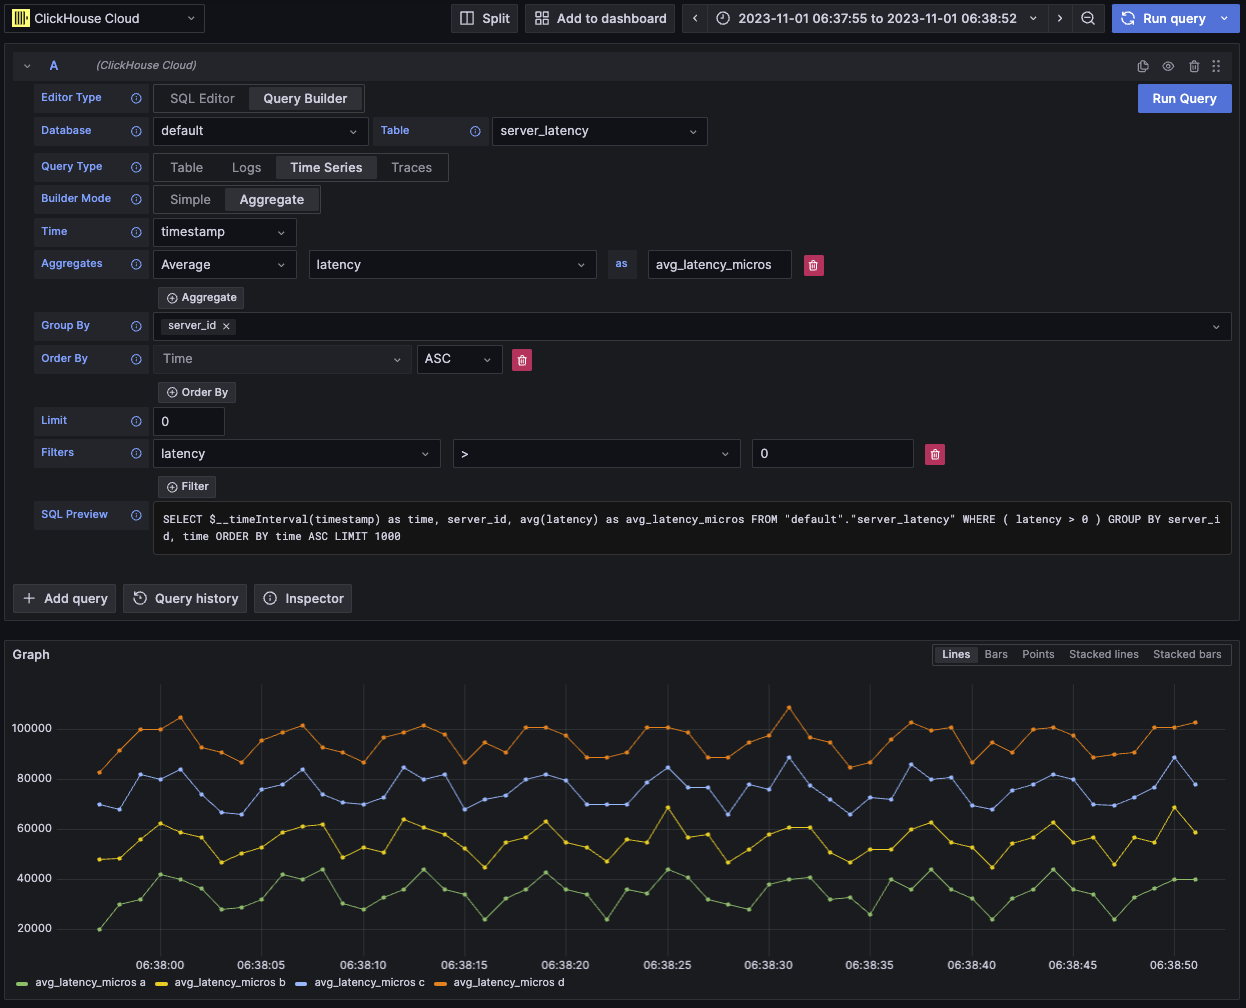 ClickHouse Cloud
Split
Add to dashboard
2023-11-01 06:37:55 to 2023-11-01 06:38:52
Run query
A (ClickHouse Cloud)
Editor Type
SQL Editor Query Builder
Run Query
Database default
Table server_latency
Query Type
Table Logs Time Series Traces
Builder Mode
Simple Aggregate
Time timestamp
Aggregates Average latency as avg_latency_micros
Aggregate
Group By server_id
Order By Time ASC
Order By
Limit 0
Filters latency > 0
Filter
SQL Preview
SELECT $__timeInterval(timestamp) as time, server_id, avg(latency) as avg_latency_micros FROM "default"."server_latency" WHERE ( latency > 0 ) GROUP BY server_i
d, time ORDER BY time ASC LIMIT 1000
Add query
Query history
Inspector
Graph
Lines Bars Points Stacked lines Stacked bars
100000
80000
60000
40000
20000
06:38:00 06:38:05 06:38:10 06:38:15 06:38:20 06:38:25 06:38:30 06:38:35 06:38:40 06:38:45 06:38:50
avg_latency_micros a avg_latency_micros b avg_latency_micros c avg_latency_micros d